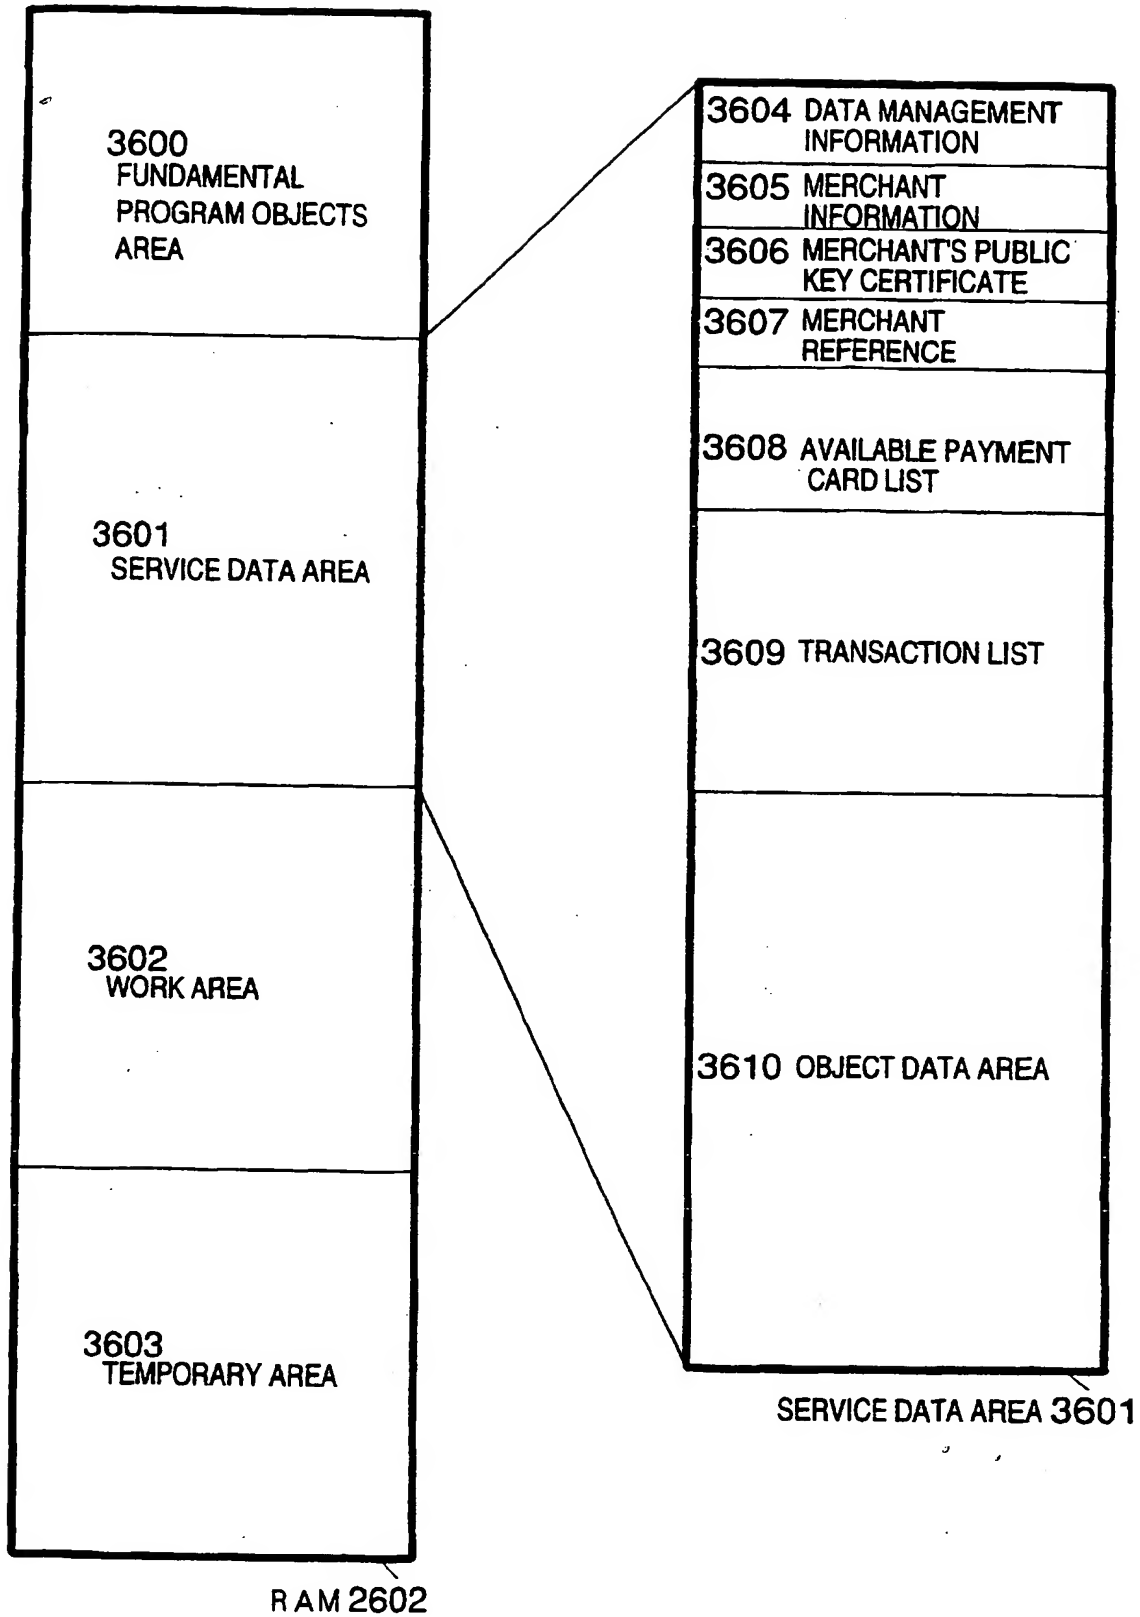 3600
FUNDAMENTAL
PROGRAM OBJECTS
AREA
3601
SERVICE DATA AREA
3602
WORK AREA
3603
TEMPORARY AREA
RAM 2602
3604 DATA MANAGEMENT
INFORMATION
3605 MERCHANT
INFORMATION
3606 MERCHANT'S PUBLIC
KEY CERTIFICATE
3607 MERCHANT
REFERENCE
3608 AVAILABLE PAYMENT
CARD LIST
3609 TRANSACTION LIST
3610 OBJECT DATA AREA
SERVICE DATA AREA 3601